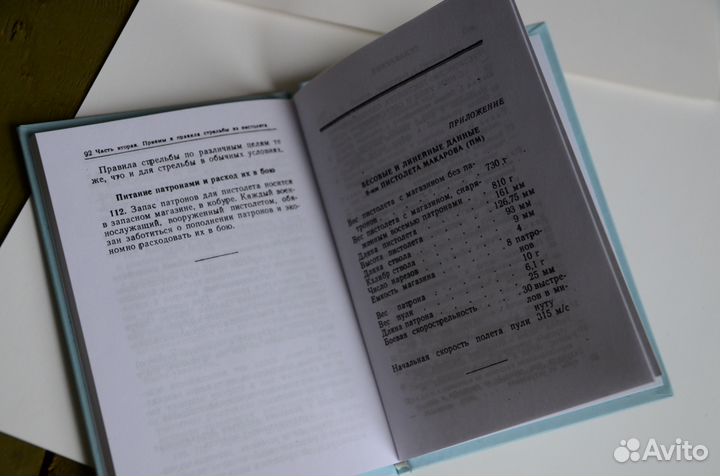 92 Часть вторая. Приемы и правила стрельбы из пистолета
Правила стрельбы по различным целям те
же, что и для стрельбы в обычных условиях.
Питание патронами и расход их в бою
112. Запас патронов для пистолета носится
в запасном магазине, в кобуре. Каждый воен-
нослужащий, вооруженный пистолетом, обя-
зан заботиться о пополнении патронов и эко-
номно расходовать их в бою.
ПРИЛОЖЕНИЕ
ВЕСОВЫЕ И ЛИНЕЙНЫЕ ДАННЫЕ
9-мм ПИСТОЛЕТА МАКАРОВА (ПМ)
Вес пистолета с магазином без па-
тронов . . . 730 г
Вес пистолета с магазином, снаря-
женным восемью патронами . 810 г
Длина пистолета . . . 161 мм
Высота пистолета . . . 126,75 мм
Длина ствола . . . 93 мм
Калибр ствола . . . 9 мм
Число нарезов . . . 4
Емкость магазина . . . 8 патро-
нов
Вес патрона . . . 10 г
Вес пули . . . 6,1 г
Длина патрона . . . 25 мм
Боевая скорострельность . . . 30 выстре-
лов в ми-
нуту
Начальная скорость полета пули 315 м/с
Avito